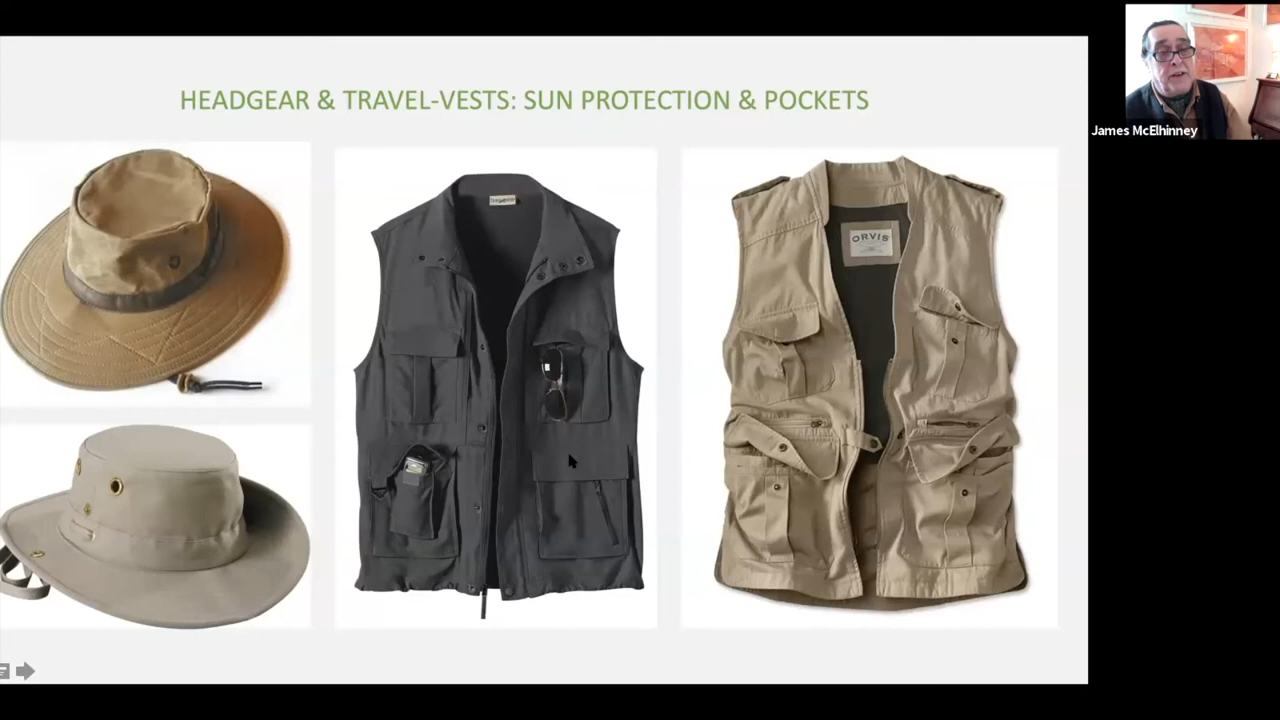 HEADGEAR & TRAVEL-VESTS: SUN PROTECTION & POCKETS
James McElhinney
ORVIS